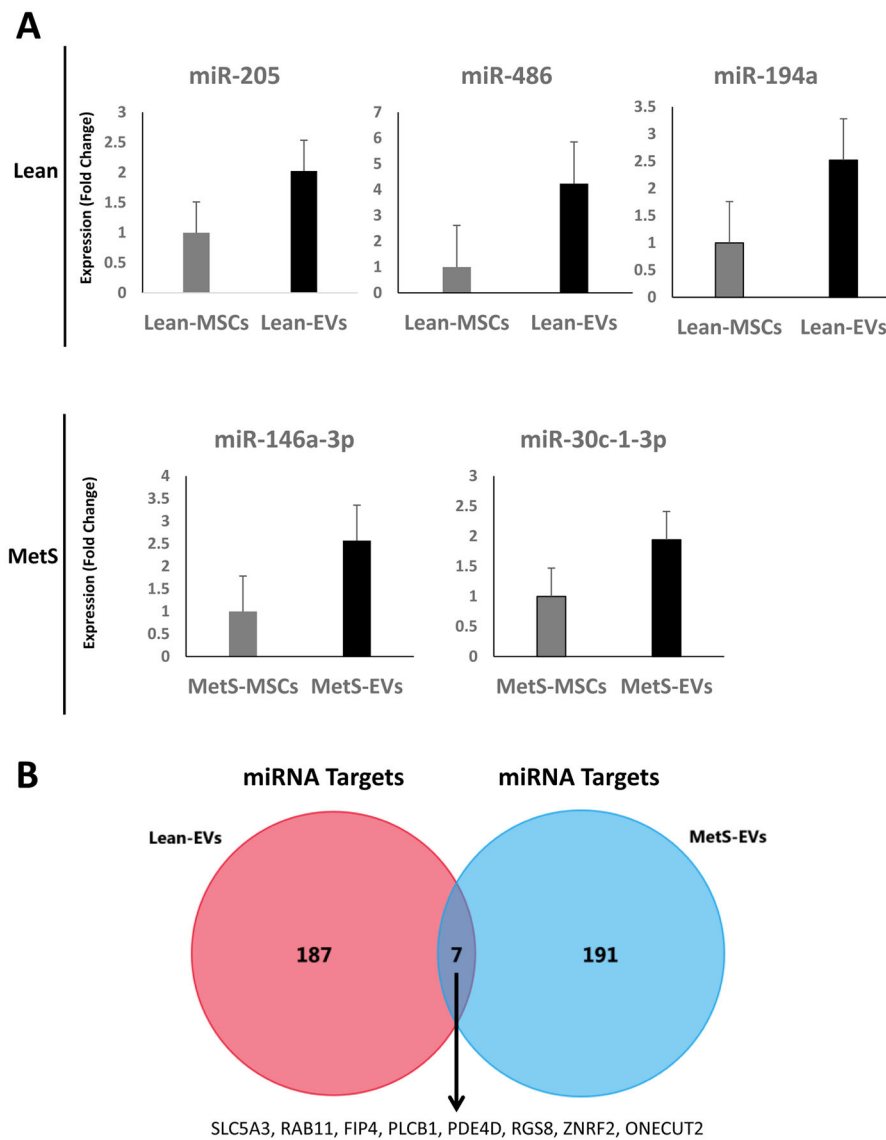 A
Lean
miR-205
Expression (Fold Change)
3
2.5
2
1.5
1
0.5
0
Lean-MSCs Lean-EVs
miR-486
7
6
5
4
3
2
1
0
Lean-MSCs Lean-EVs
miR-194a
3.5
3
2.5
2
1.5
1
0.5
0
Lean-MSCs Lean-EVs
MetS
miR-146a-3p
Expression (Fold Change)
4
3.5
3
2.5
2
1.5
1
0.5
0
MetS-MSCs MetS-EVs
miR-30c-1-3p
3
2.5
2
1.5
1
0.5
0
MetS-MSCs MetS-EVs
B
miRNA Targets miRNA Targets
Lean-EVs MetS-EVs
187 7 191
SLC5A3, RAB11, FIP4, PLCB1, PDE4D, RGS8, ZNRF2, ONECUT2